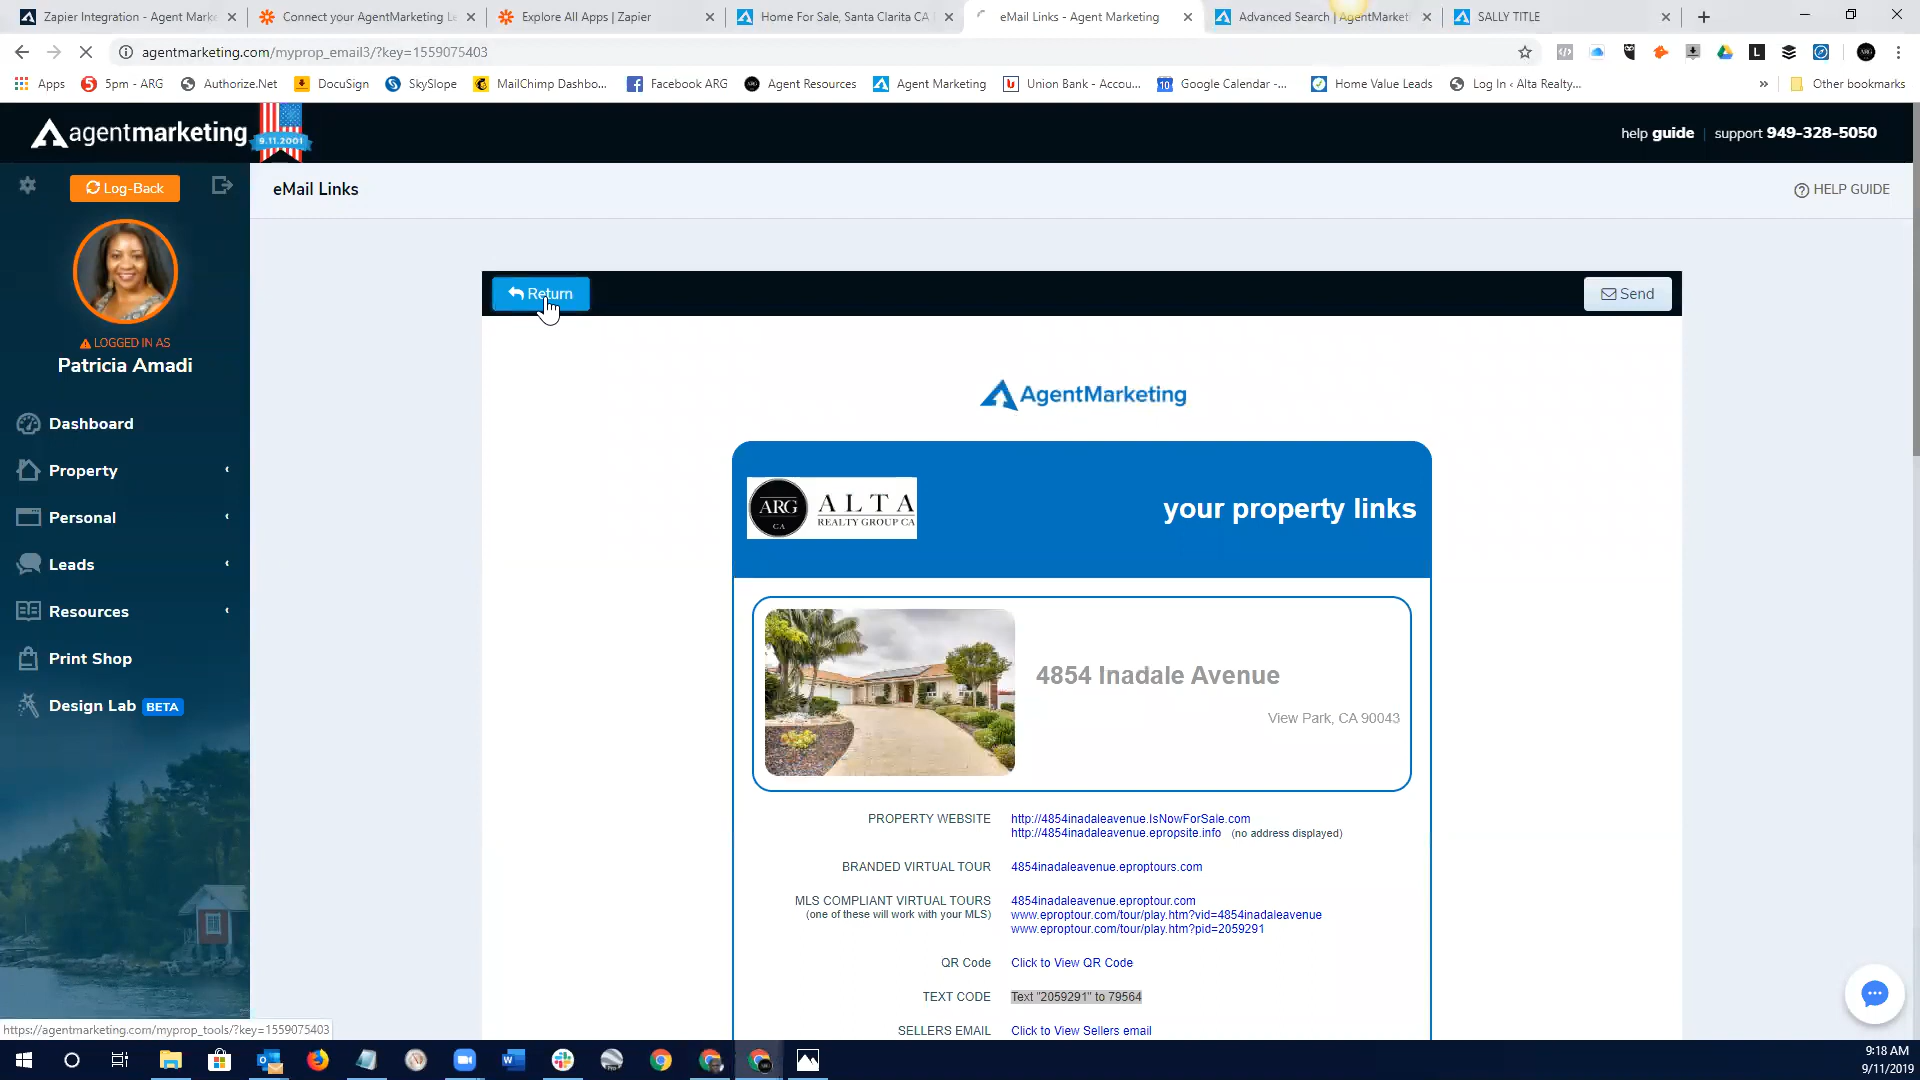 Zapier Integration - Agent Marke
Connect your AgentMarketing Le
Explore All Apps | Zapier
Home For Sale, Santa Clarita CA
eMail Links - Agent Marketing
Advanced Search | AgentMarket
SALLY TITLE
agentmarketing.com/myprop_email3/?key=1559075403
Apps
5pm - ARG
Authorize.Net
DocuSign
SkySlope
MailChimp Dashbo...
Facebook ARG
Agent Resources
Agent Marketing
Union Bank - Accou...
Google Calendar -...
Home Value Leads
Log In ‹ Alta Realty...
»
Other bookmarks
agentmarketing
9.11.2001
help guide | support 949-328-5050
Log-Back
eMail Links
HELP GUIDE
LOGGED IN AS
Patricia Amadi
Dashboard
Property
Personal
Leads
Resources
Print Shop
Design Lab BETA
Return
Send
AgentMarketing
ARG
CA
ALTA
REALTY GROUP CA
your property links
4854 Inadale Avenue
View Park, CA 90043
PROPERTY WEBSITE http://4854inadaleavenue.IsNowForSale.com
http://4854inadaleavenue.epropsite.info (no address displayed)
BRANDED VIRTUAL TOUR 4854inadaleavenue.eproptours.com
MLS COMPLIANT VIRTUAL TOURS 4854inadaleavenue.eproptour.com
(one of these will work with your MLS) www.eproptour.com/tour/play.htm?vid=4854inadaleavenue
www.eproptour.com/tour/play.htm?pid=2059291
QR Code Click to View QR Code
TEXT CODE Text "2059291" to 79564
SELLERS EMAIL Click to View Sellers email
https://agentmarketing.com/myprop_tools/?key=1559075403
9:18 AM
9/11/2019